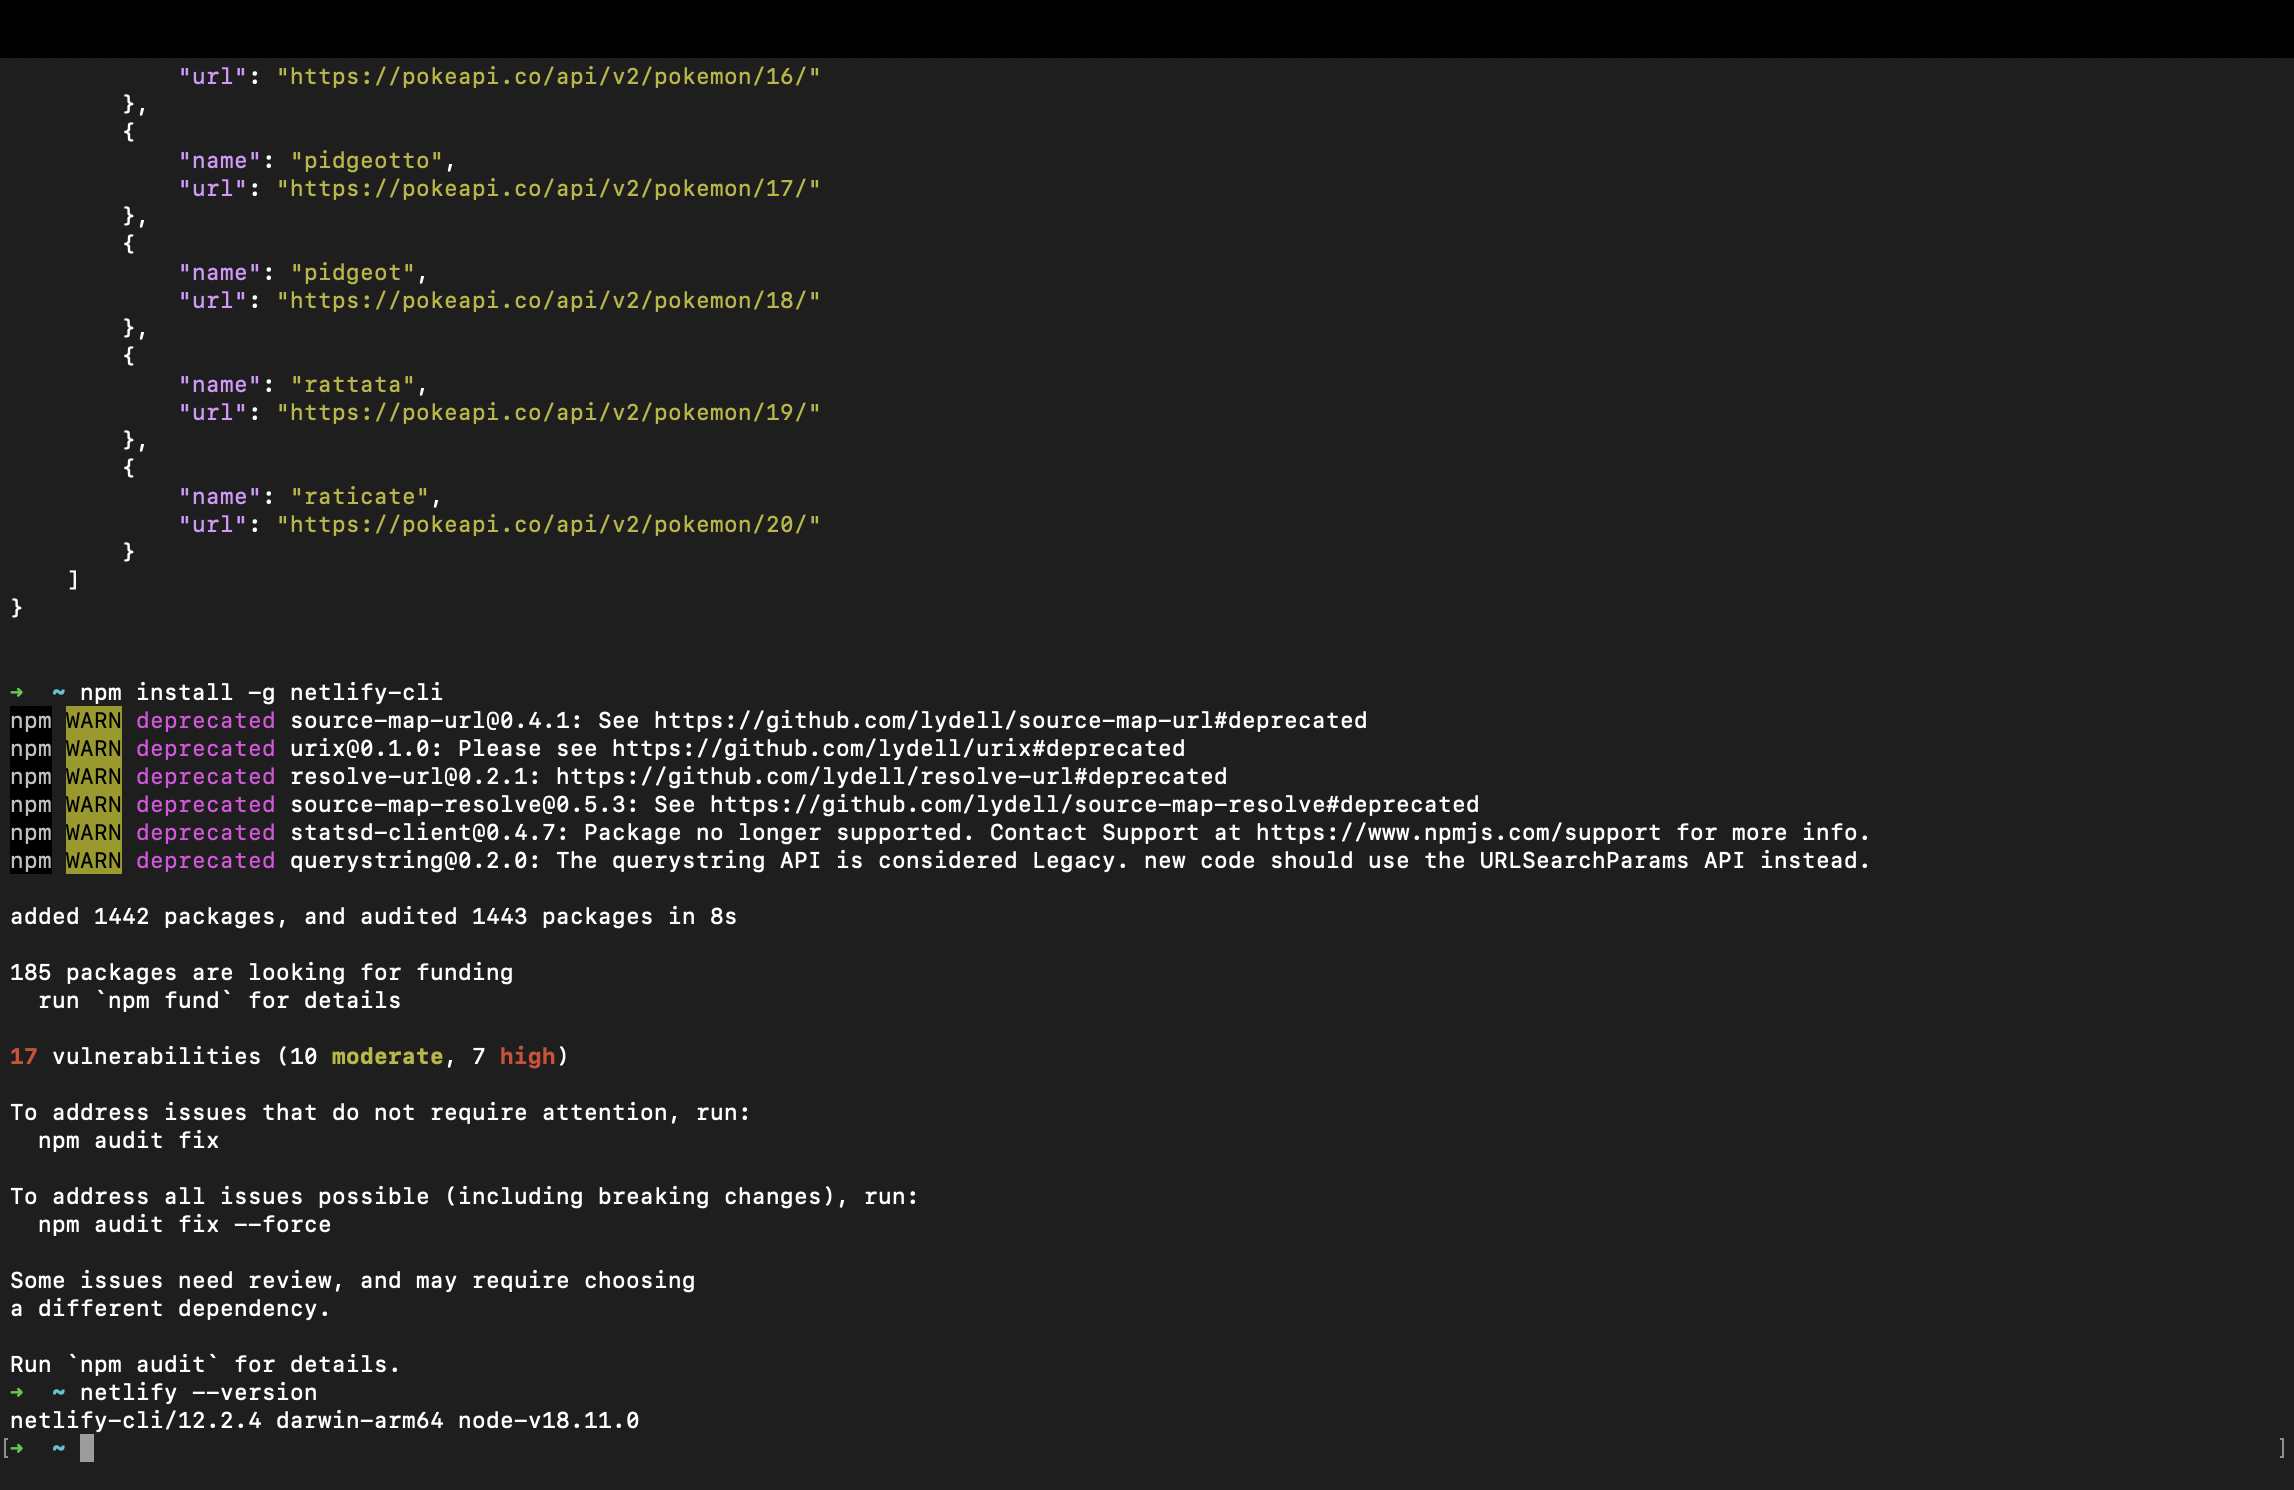 "url": "https://pokeapi.co/api/v2/pokemon/16/"
},
{
"name": "pidgeotto",
"url": "https://pokeapi.co/api/v2/pokemon/17/"
},
{
"name": "pidgeot",
"url": "https://pokeapi.co/api/v2/pokemon/18/"
},
{
"name": "rattata",
"url": "https://pokeapi.co/api/v2/pokemon/19/"
},
{
"name": "raticate",
"url": "https://pokeapi.co/api/v2/pokemon/20/"
}
]
}
➜ ~ npm install -g netlify-cli
npm WARN deprecated source-map-url@0.4.1: See https://github.com/lydell/source-map-url#deprecated
npm WARN deprecated urix@0.1.0: Please see https://github.com/lydell/urix#deprecated
npm WARN deprecated resolve-url@0.2.1: https://github.com/lydell/resolve-url#deprecated
npm WARN deprecated source-map-resolve@0.5.3: See https://github.com/lydell/source-map-resolve#deprecated
npm WARN deprecated statsd-client@0.4.7: Package no longer supported. Contact Support at https://www.npmjs.com/support for more info.
npm WARN deprecated querystring@0.2.0: The querystring API is considered Legacy. new code should use the URLSearchParams API instead.
added 1442 packages, and audited 1443 packages in 8s
185 packages are looking for funding
run `npm fund` for details
17 vulnerabilities (10 moderate, 7 high)
To address issues that do not require attention, run:
npm audit fix
To address all issues possible (including breaking changes), run:
npm audit fix --force
Some issues need review, and may require choosing
a different dependency.
Run `npm audit` for details.
➜ ~ netlify --version
netlify-cli/12.2.4 darwin-arm64 node-v18.11.0
[➜ ~ ]